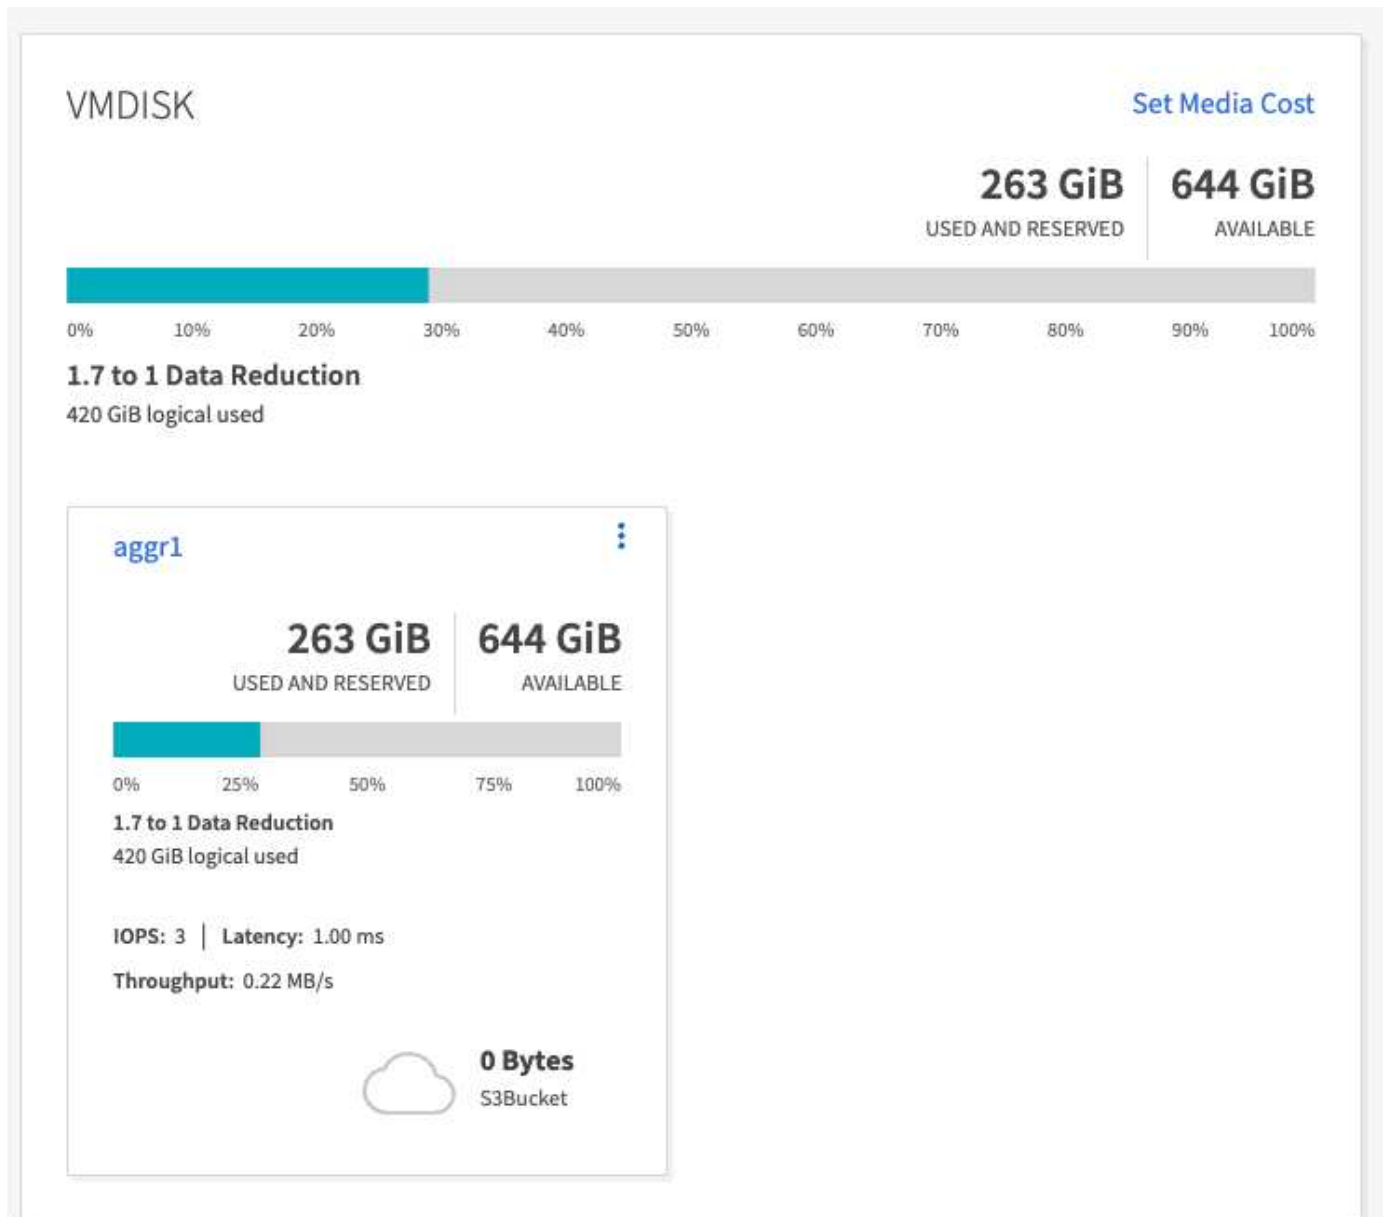 VMDISK
Set Media Cost
263 GiB
644 GiB
USED AND RESERVED
AVAILABLE
0% 10% 20% 30% 40% 50% 60% 70% 80% 90% 100%
1.7 to 1 Data Reduction
420 GiB logical used
aggr1
263 GiB
644 GiB
USED AND RESERVED
AVAILABLE
0% 25% 50% 75% 100%
1.7 to 1 Data Reduction
420 GiB logical used
IOPS: 3 | Latency: 1.00 ms
Throughput: 0.22 MB/s
0 Bytes
S3Bucket